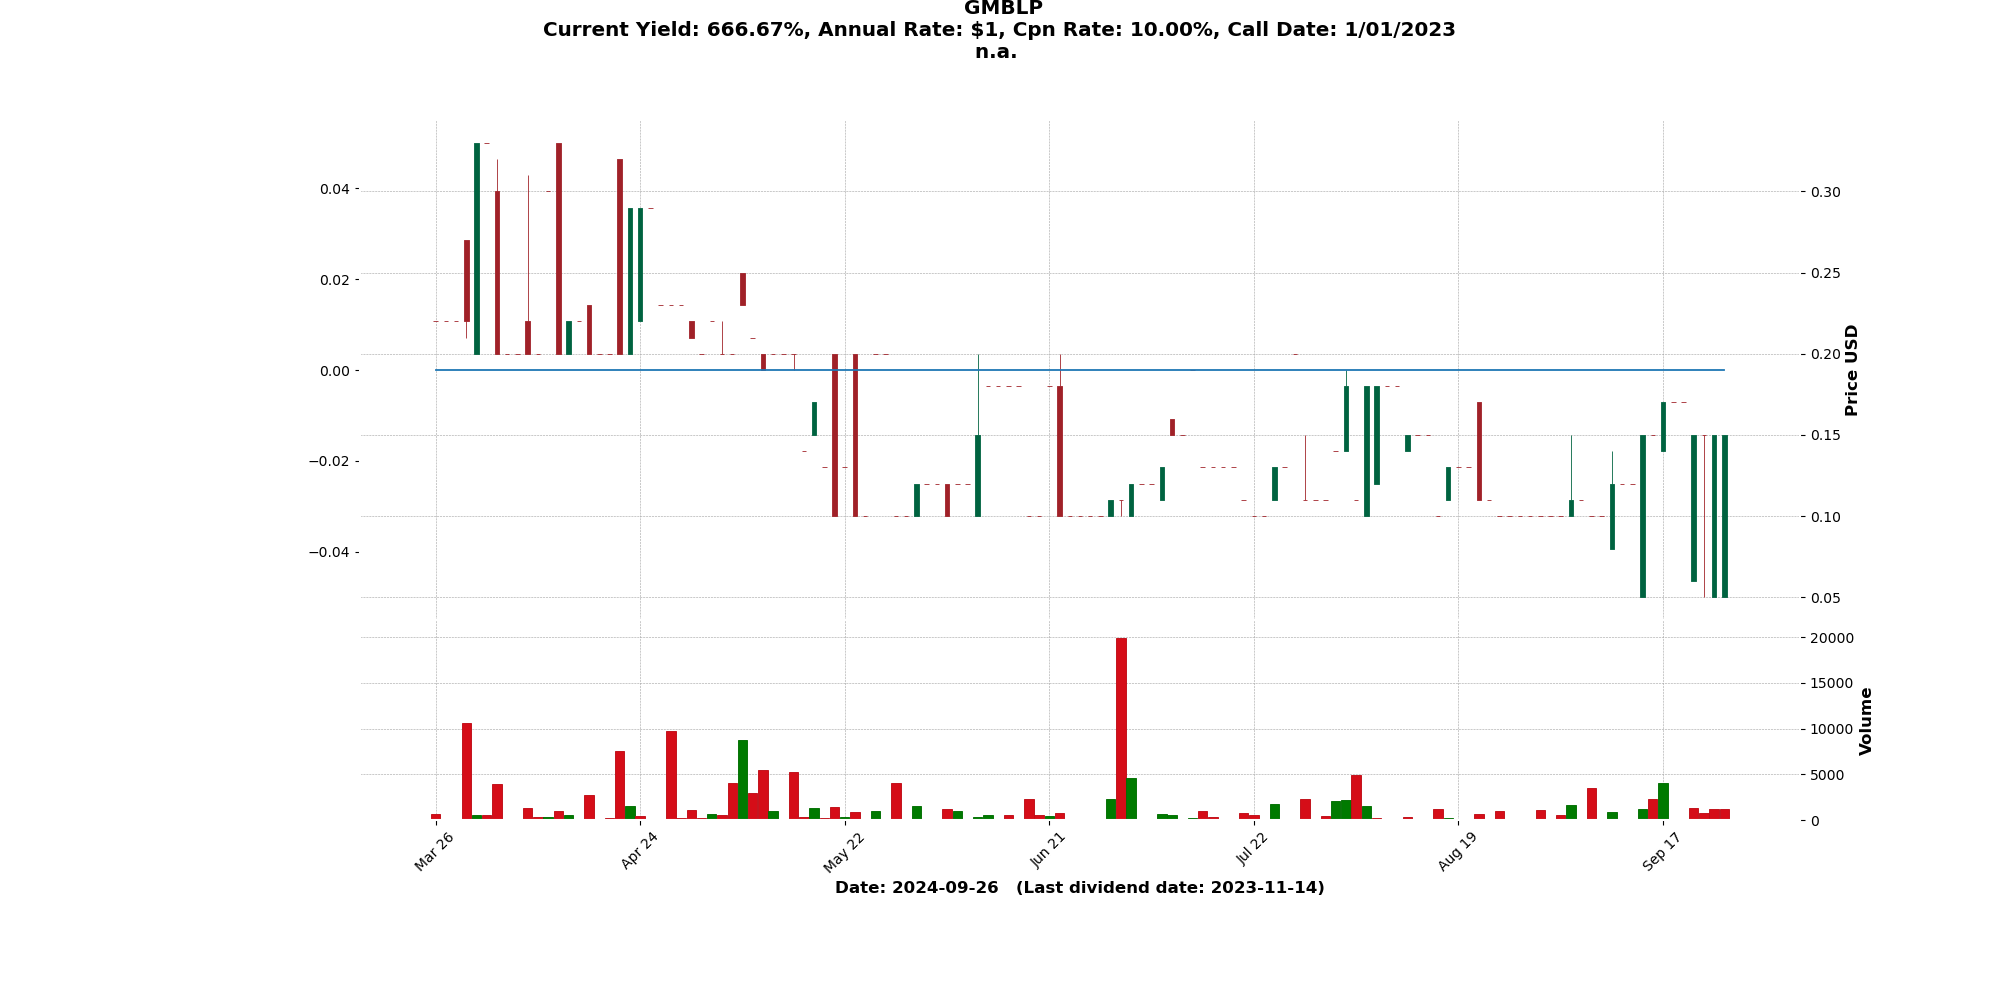 GMBLP
Current Yield: 666.67%, Annual Rate: $1, Cpn Rate: 10.00%, Call Date: 1/01/2023
n.a.
0.04
0.02
0.00
−0.02
−0.04
0.30
0.25
0.20
0.15
0.10
0.05
Price USD
20000
15000
10000
5000
0
Volume
Mar 26
Apr 24
May 22
Jun 21
Jul 22
Aug 19
Sep 17
Date: 2024-09-26 (Last dividend date: 2023-11-14)